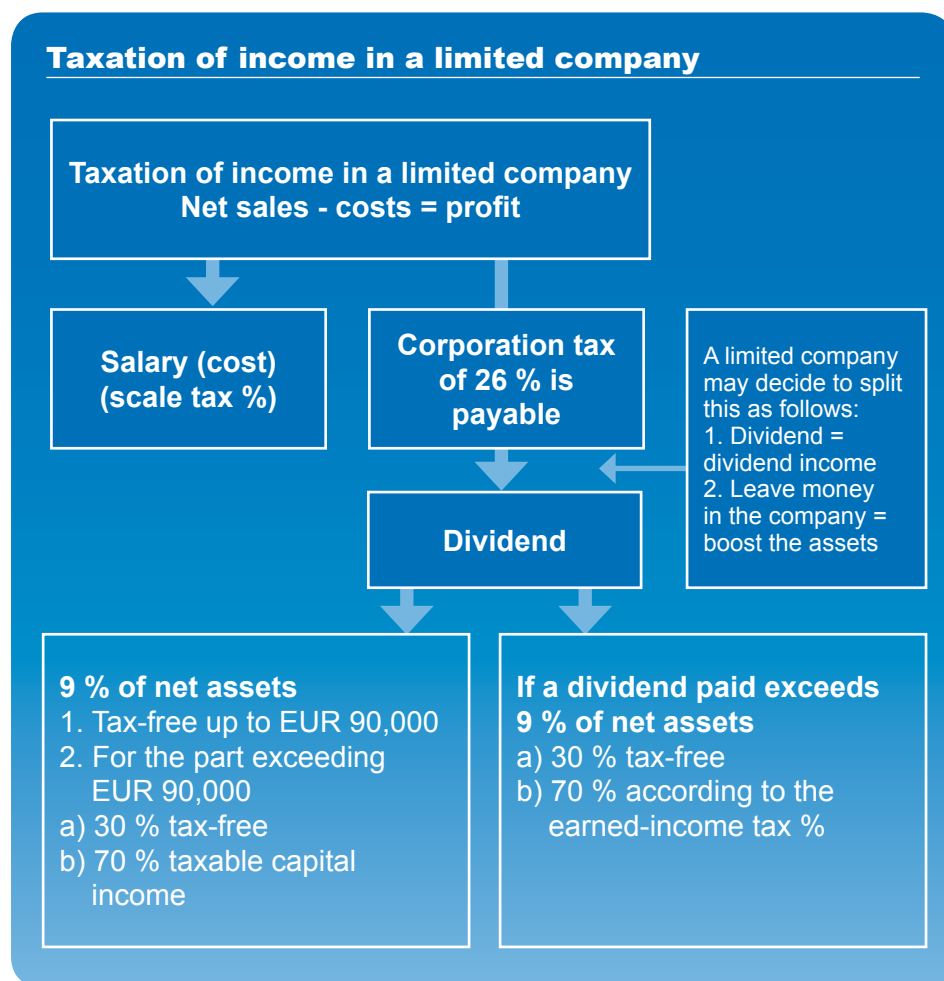 Taxation of income in a limited company
Taxation of income in a limited company
Net sales - costs = profit
Salary (cost)
(scale tax %)
Corporation tax
of 26 % is
payable
A limited company
may decide to split
this as follows:
1. Dividend =
dividend income
2. Leave money
in the company =
boost the assets
Dividend
9 % of net assets
1. Tax-free up to EUR 90,000
2. For the part exceeding
EUR 90,000
a) 30 % tax-free
b) 70 % taxable capital
income
If a dividend paid exceeds
9 % of net assets
a) 30 % tax-free
b) 70 % according to the
earned-income tax %